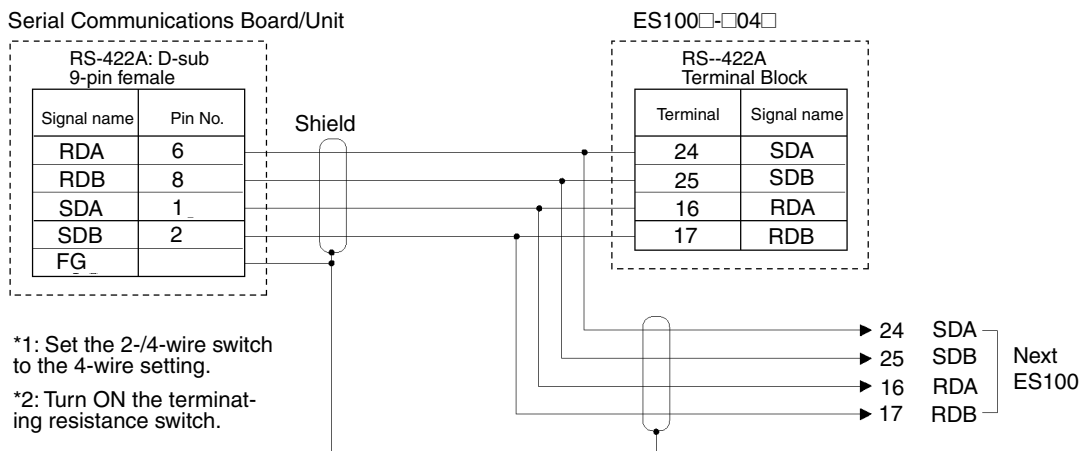 Serial Communications Board/Unit
ES100□-□04□
RS-422A: D-sub
9-pin female
Signal name Pin No.
RDA 6
RDB 8
SDA 1
SDB 2
FG
Shield
RS--422A
Terminal Block
Terminal Signal name
24 SDA
25 SDB
16 RDA
17 RDB
*1: Set the 2-/4-wire switch
to the 4-wire setting.
*2: Turn ON the terminat-
ing resistance switch.
24 SDA
25 SDB
16 RDA
17 RDB
Next
ES100